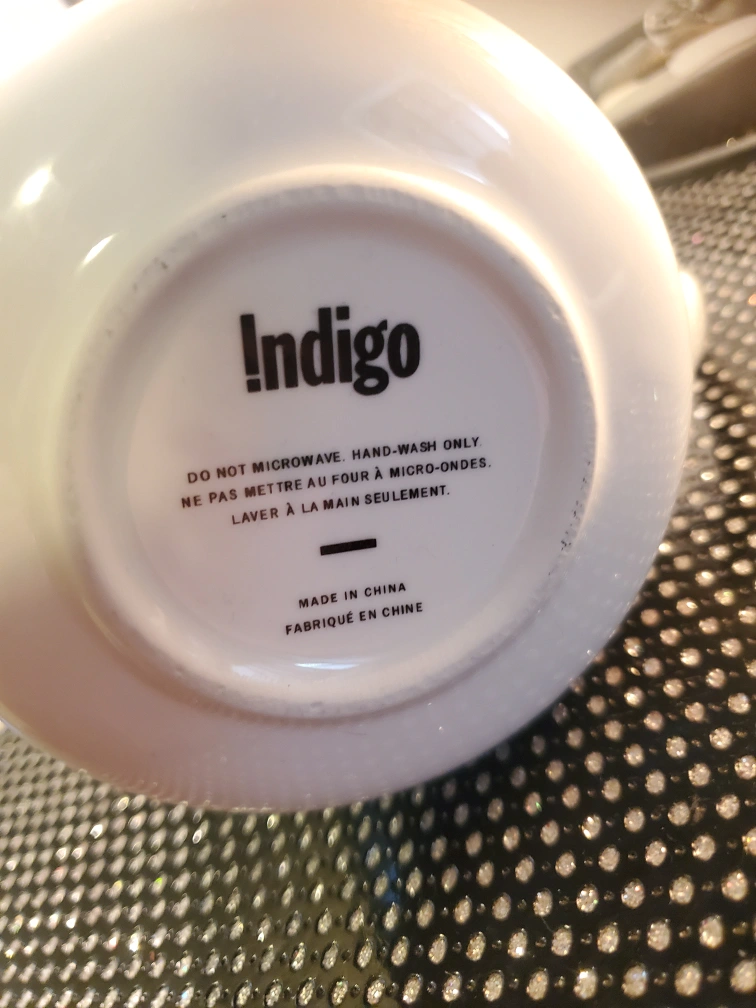 !ndigo
DO NOT MICROWAVE. HAND-WASH ONLY.
NE PAS METTRE AU FOUR À MICRO-ONDES.
LAVER À LA MAIN SEULEMENT.
MADE IN CHINA
FABRIQUÉ EN CHINE